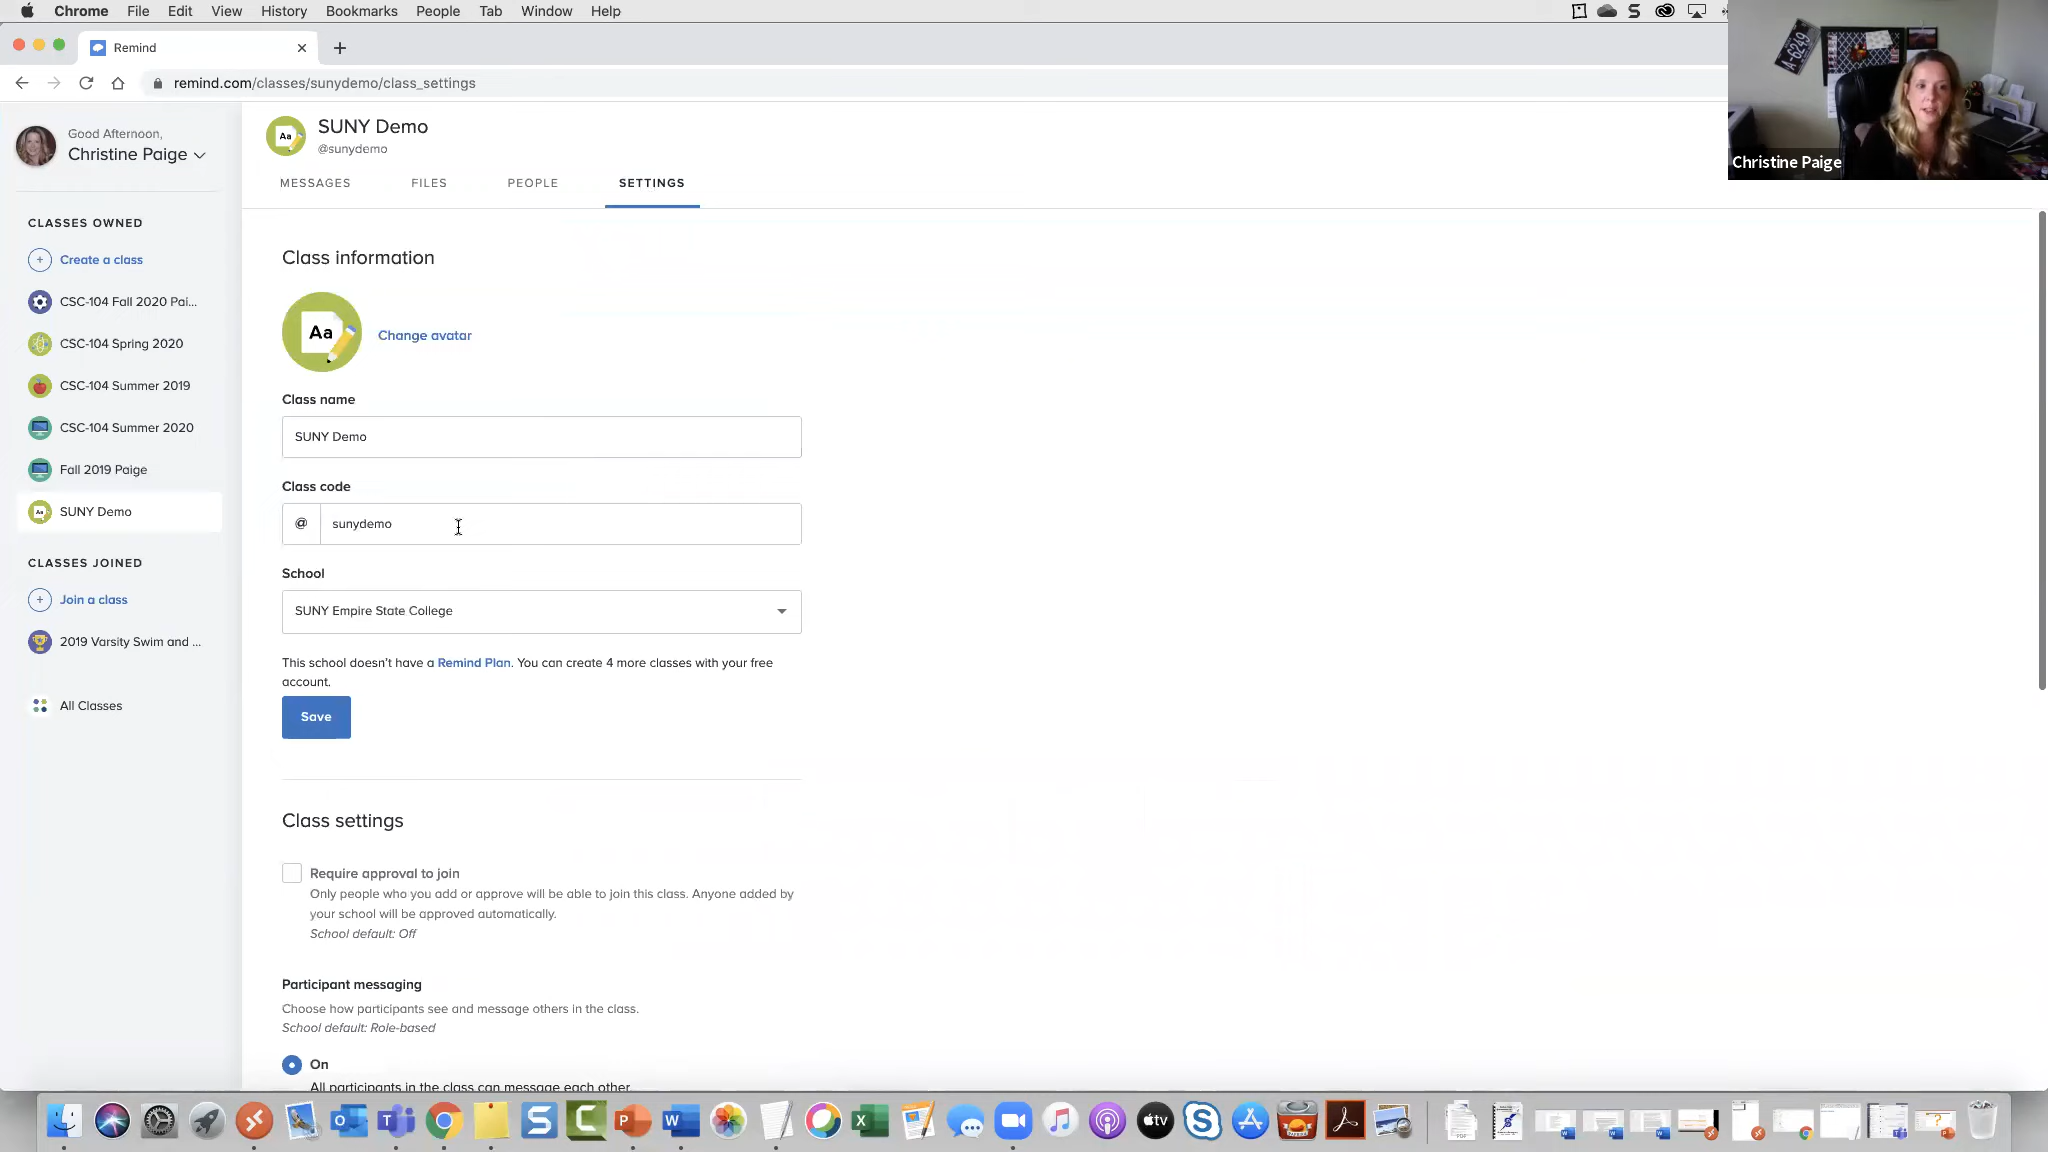 Chrome File Edit View History Bookmarks People Tab Window Help
Remind
remind.com/classes/sunydemo/class_settings
A-6249
Christine Paige
Good Afternoon,
Christine Paige
CLASSES OWNED
Create a class
CSC-104 Fall 2020 Pai...
CSC-104 Spring 2020
CSC-104 Summer 2019
CSC-104 Summer 2020
Fall 2019 Paige
SUNY Demo
CLASSES JOINED
Join a class
2019 Varsity Swim and ...
All Classes
Aa
SUNY Demo
@sunydemo
MESSAGES FILES PEOPLE SETTINGS
Class information
Aa
Change avatar
Class name
SUNY Demo
Class code
@ sunydemo
School
SUNY Empire State College
This school doesn't have a Remind Plan. You can create 4 more classes with your free
account.
Save
Class settings
Require approval to join
Only people who you add or approve will be able to join this class. Anyone added by
your school will be approved automatically.
School default: Off
Participant messaging
Choose how participants see and message others in the class.
School default: Role-based
On
All participants in the class can message each other.